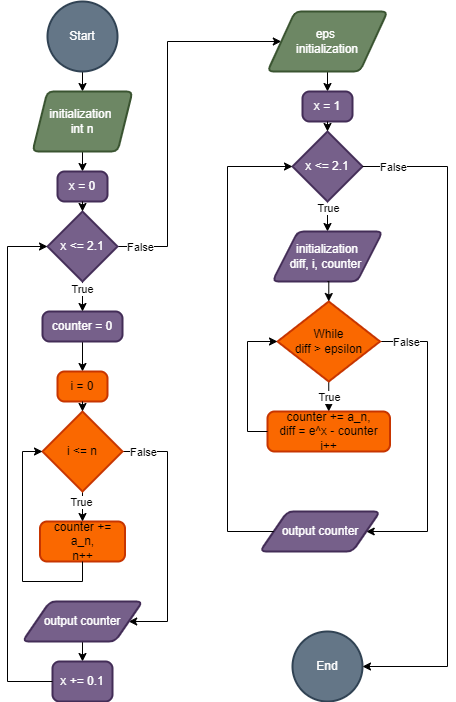 Start
initialization
int n
x = 0
x <= 2.1
False
True
counter = 0
i = 0
i <= n
False
True
counter +=
a_n,
n++
output counter
x += 0.1
eps
initialization
x = 1
x <= 2.1
False
True
initialization
diff, i, counter
While
diff > epsilon
False
True
counter += a_n,
diff = e^x - counter
i++
output counter
End